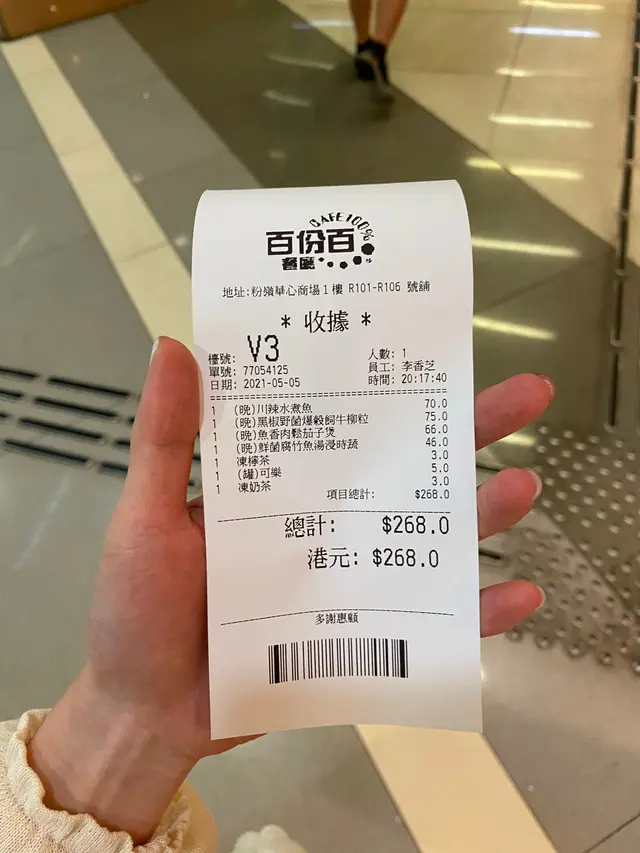 CAFE 100%
百份百
餐廳
地址:粉嶺華心商場1樓 R101-R106 號舖
* 收據 *
檯號: V3 人數: 1
單號: 77054125 員工: 李香芝
日期: 2021-05-05 時間: 20:17:40
1 (晚)川辣水煮魚 70.0
1 (晚)黑椒野菌爆穀飼牛柳粒 75.0
1 (晚)魚香肉鬆茄子煲 66.0
1 (晚)鮮菌腐竹魚湯浸時蔬 46.0
1 凍檸茶 3.0
1 (罐)可樂 5.0
1 凍奶茶 3.0
項目總計: $268.0
總計: $268.0
港元: $268.0
多謝惠顧